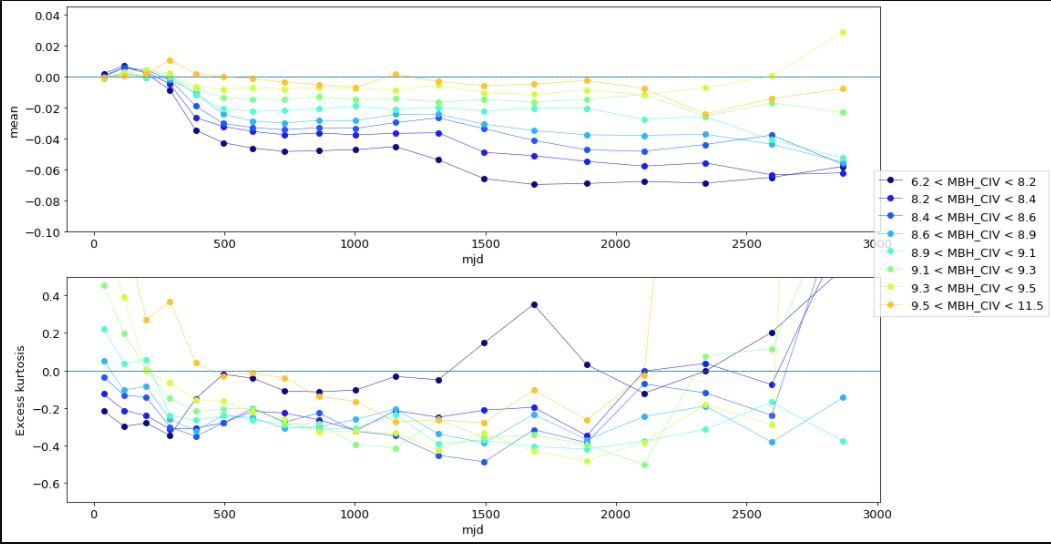 0.04
0.02
0.00
−0.02
−0.04
−0.06
−0.08
−0.10
mean
0 500 1000 1500 2000 2500 3000
mjd
6.2 < MBH_CIV < 8.2
8.2 < MBH_CIV < 8.4
8.4 < MBH_CIV < 8.6
8.6 < MBH_CIV < 8.9
8.9 < MBH_CIV < 9.1
9.1 < MBH_CIV < 9.3
9.3 < MBH_CIV < 9.5
9.5 < MBH_CIV < 11.5
0.4
0.2
0.0
−0.2
−0.4
−0.6
Excess kurtosis
0 500 1000 1500 2000 2500 3000
mjd